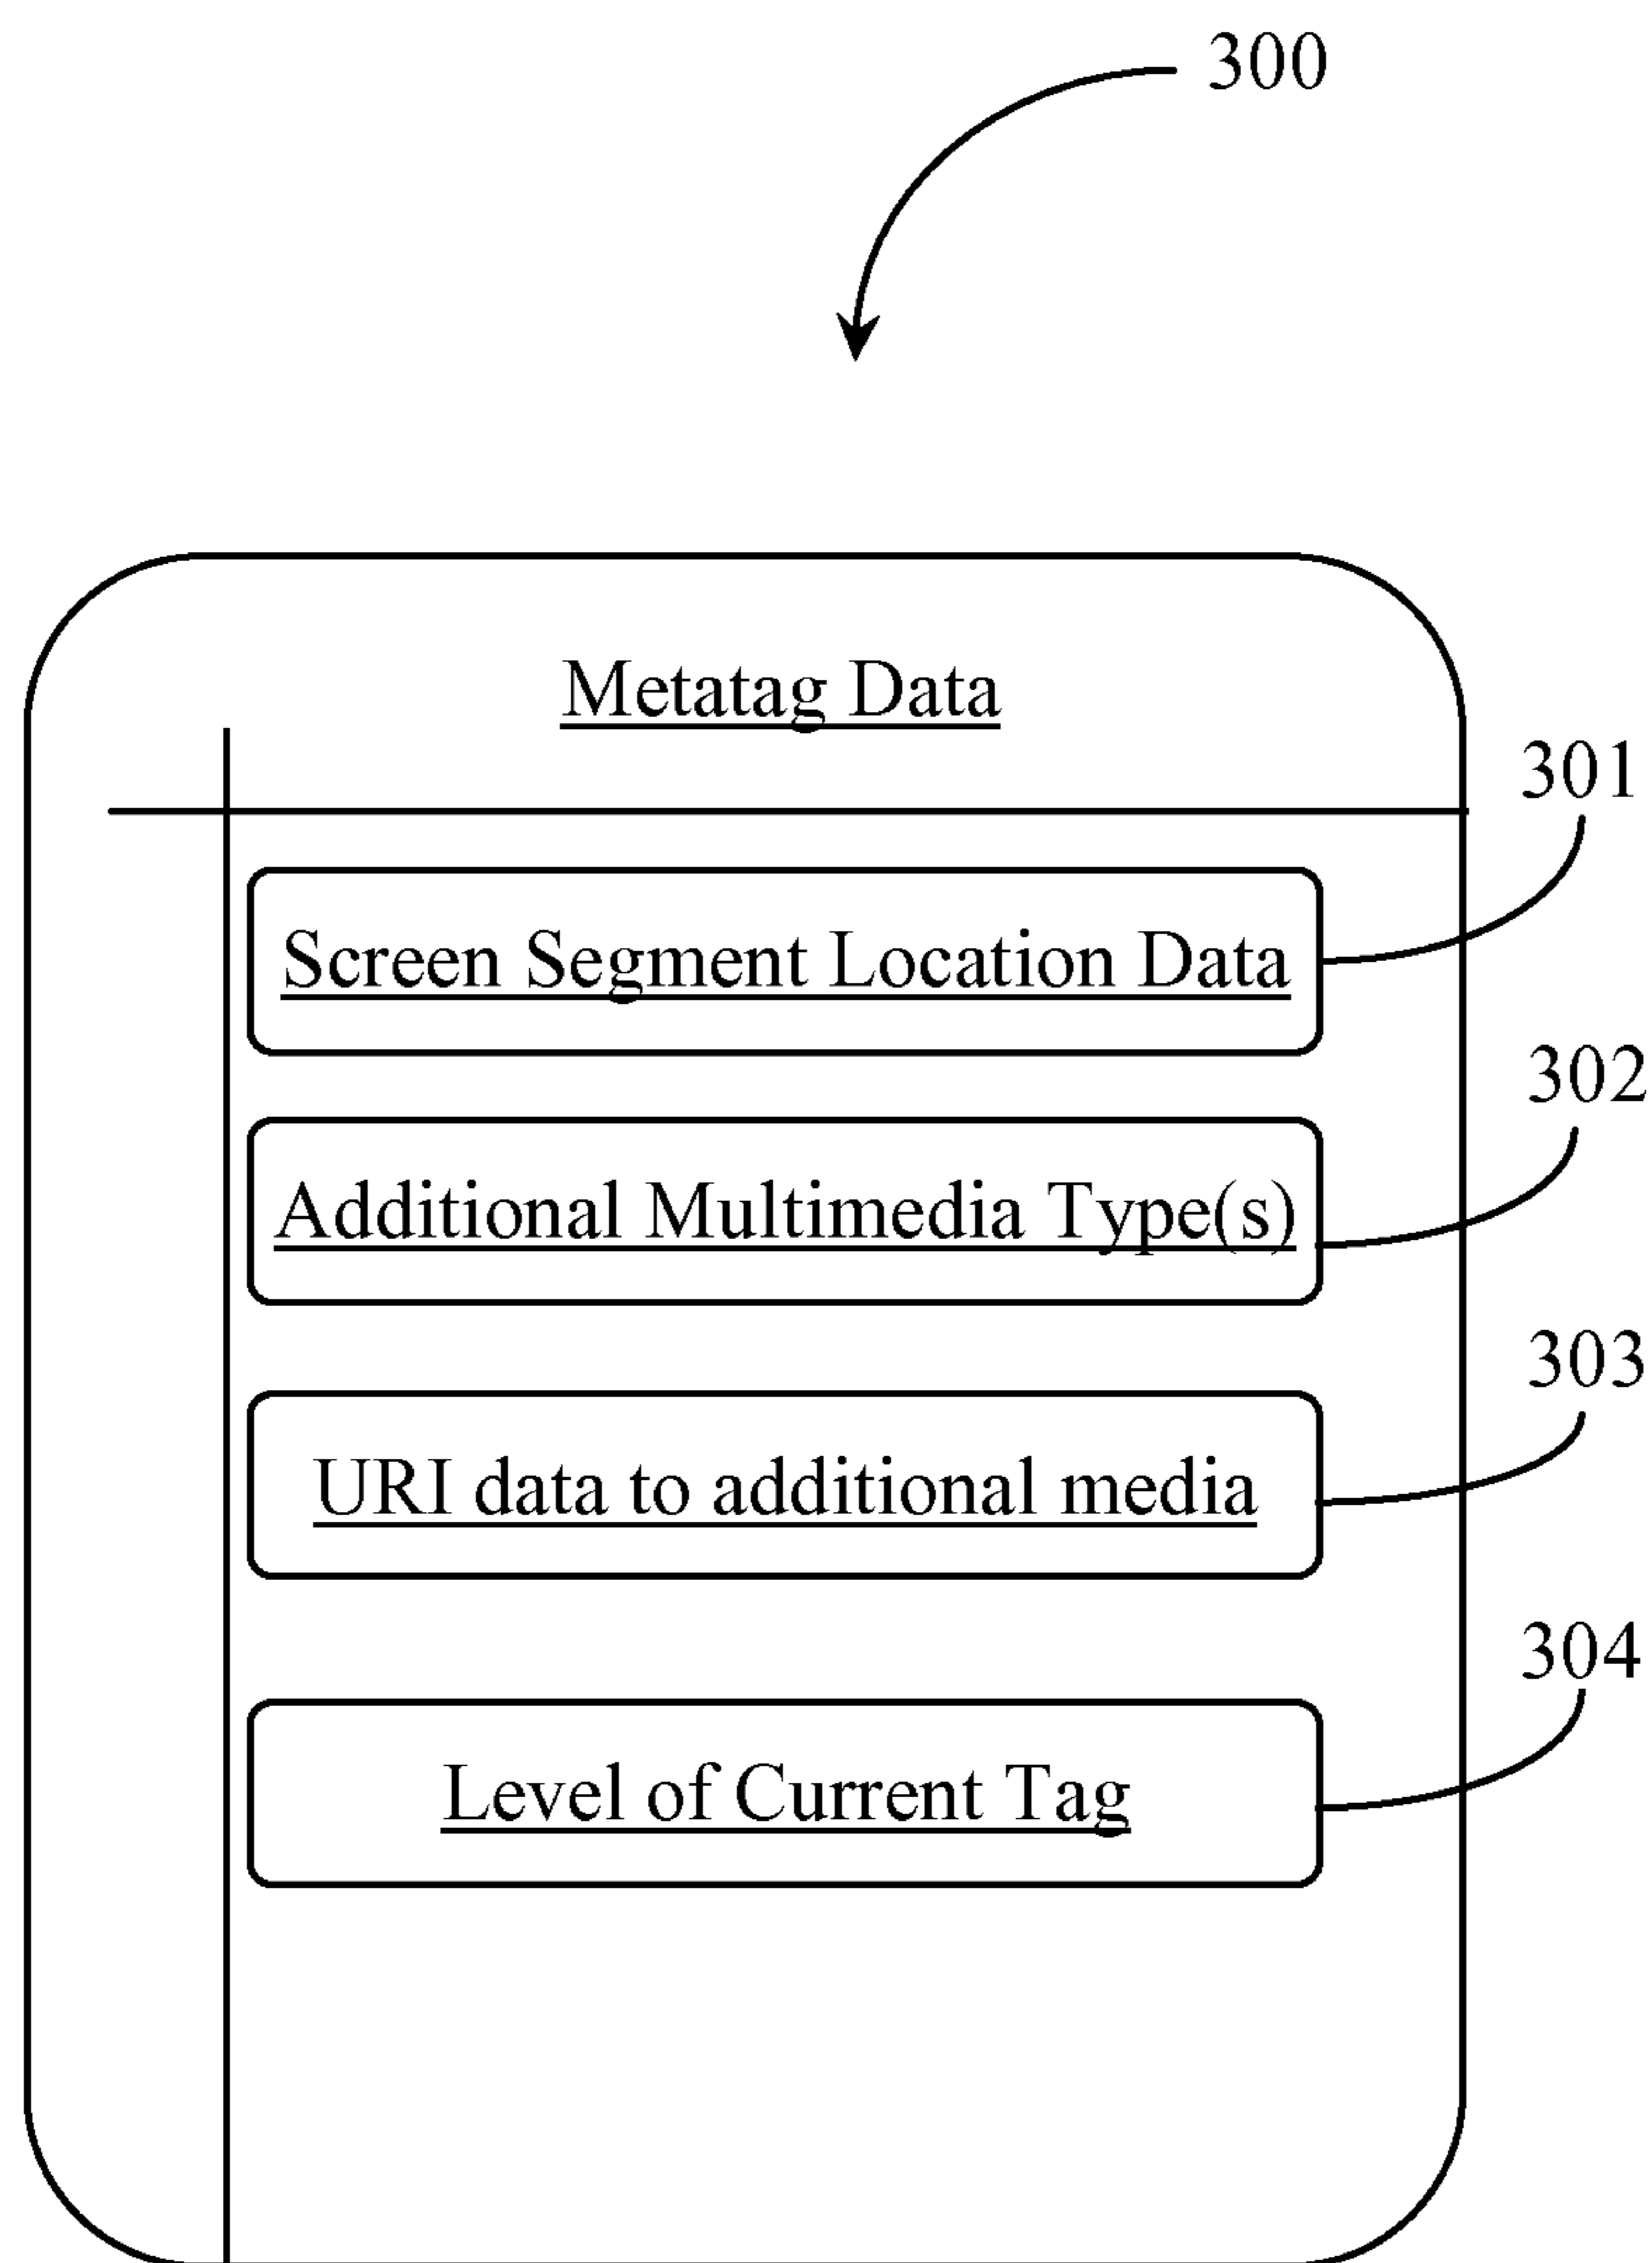 300
Metatag Data
301
Screen Segment Location Data
302
Additional Multimedia Type(s)
303
URI data to additional media
304
Level of Current Tag